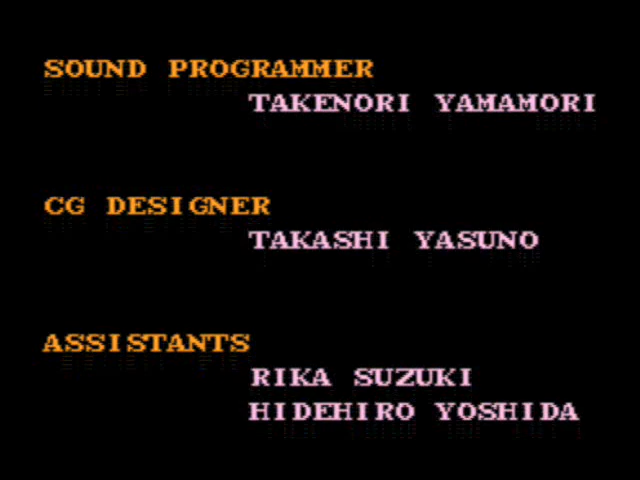 SOUND PROGRAMMER
TAKENORI YAMAMORI
CG DESIGNER
TAKASHI YASUNO
ASSISTANTS
RIKA SUZUKI
HIDEHIRO YOSHIDA